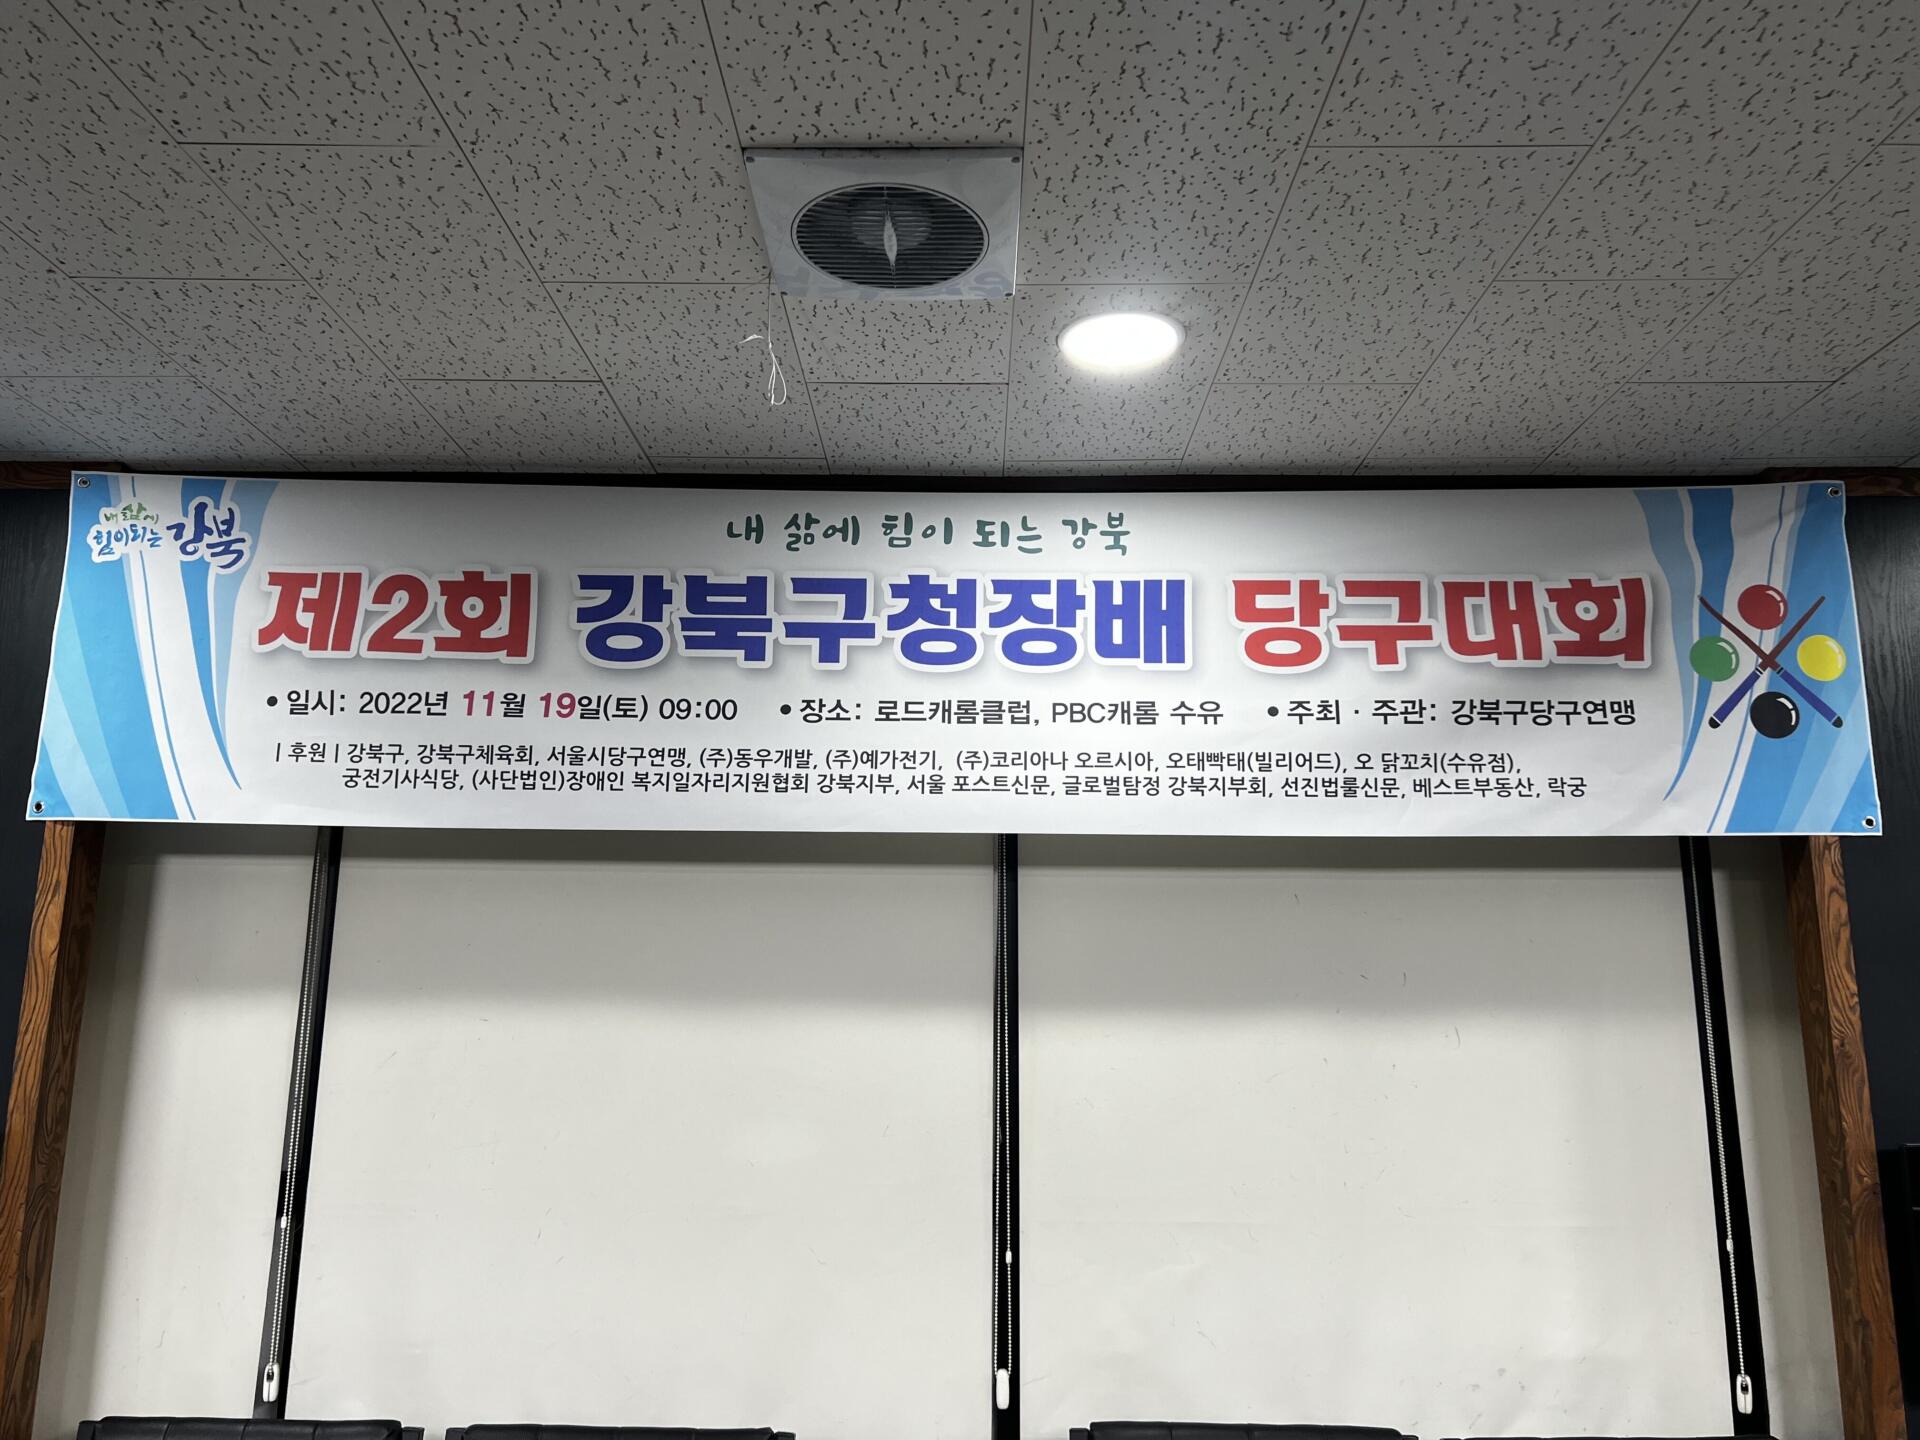 내 삶에
힘이되는 강북
내 삶에 힘이 되는 강북
제2회 강북구청장배 당구대회
• 일시: 2022년 11월 19일(토) 09:00 • 장소: 로드캐롬클럽, PBC캐롬 수유 • 주최 · 주관: 강북구당구연맹
| 후원 | 강북구, 강북구체육회, 서울시당구연맹, (주)동우개발, (주)예가전기, (주)코리아나 오르시아, 오태빡태(빌리어드), 오 닭꼬치(수유점),
궁전기사식당, (사단법인)장애인 복지일자리지원협회 강북지부, 서울 포스트신문, 글로벌탐정 강북지부회, 선진법률신문, 베스트부동산, 락궁